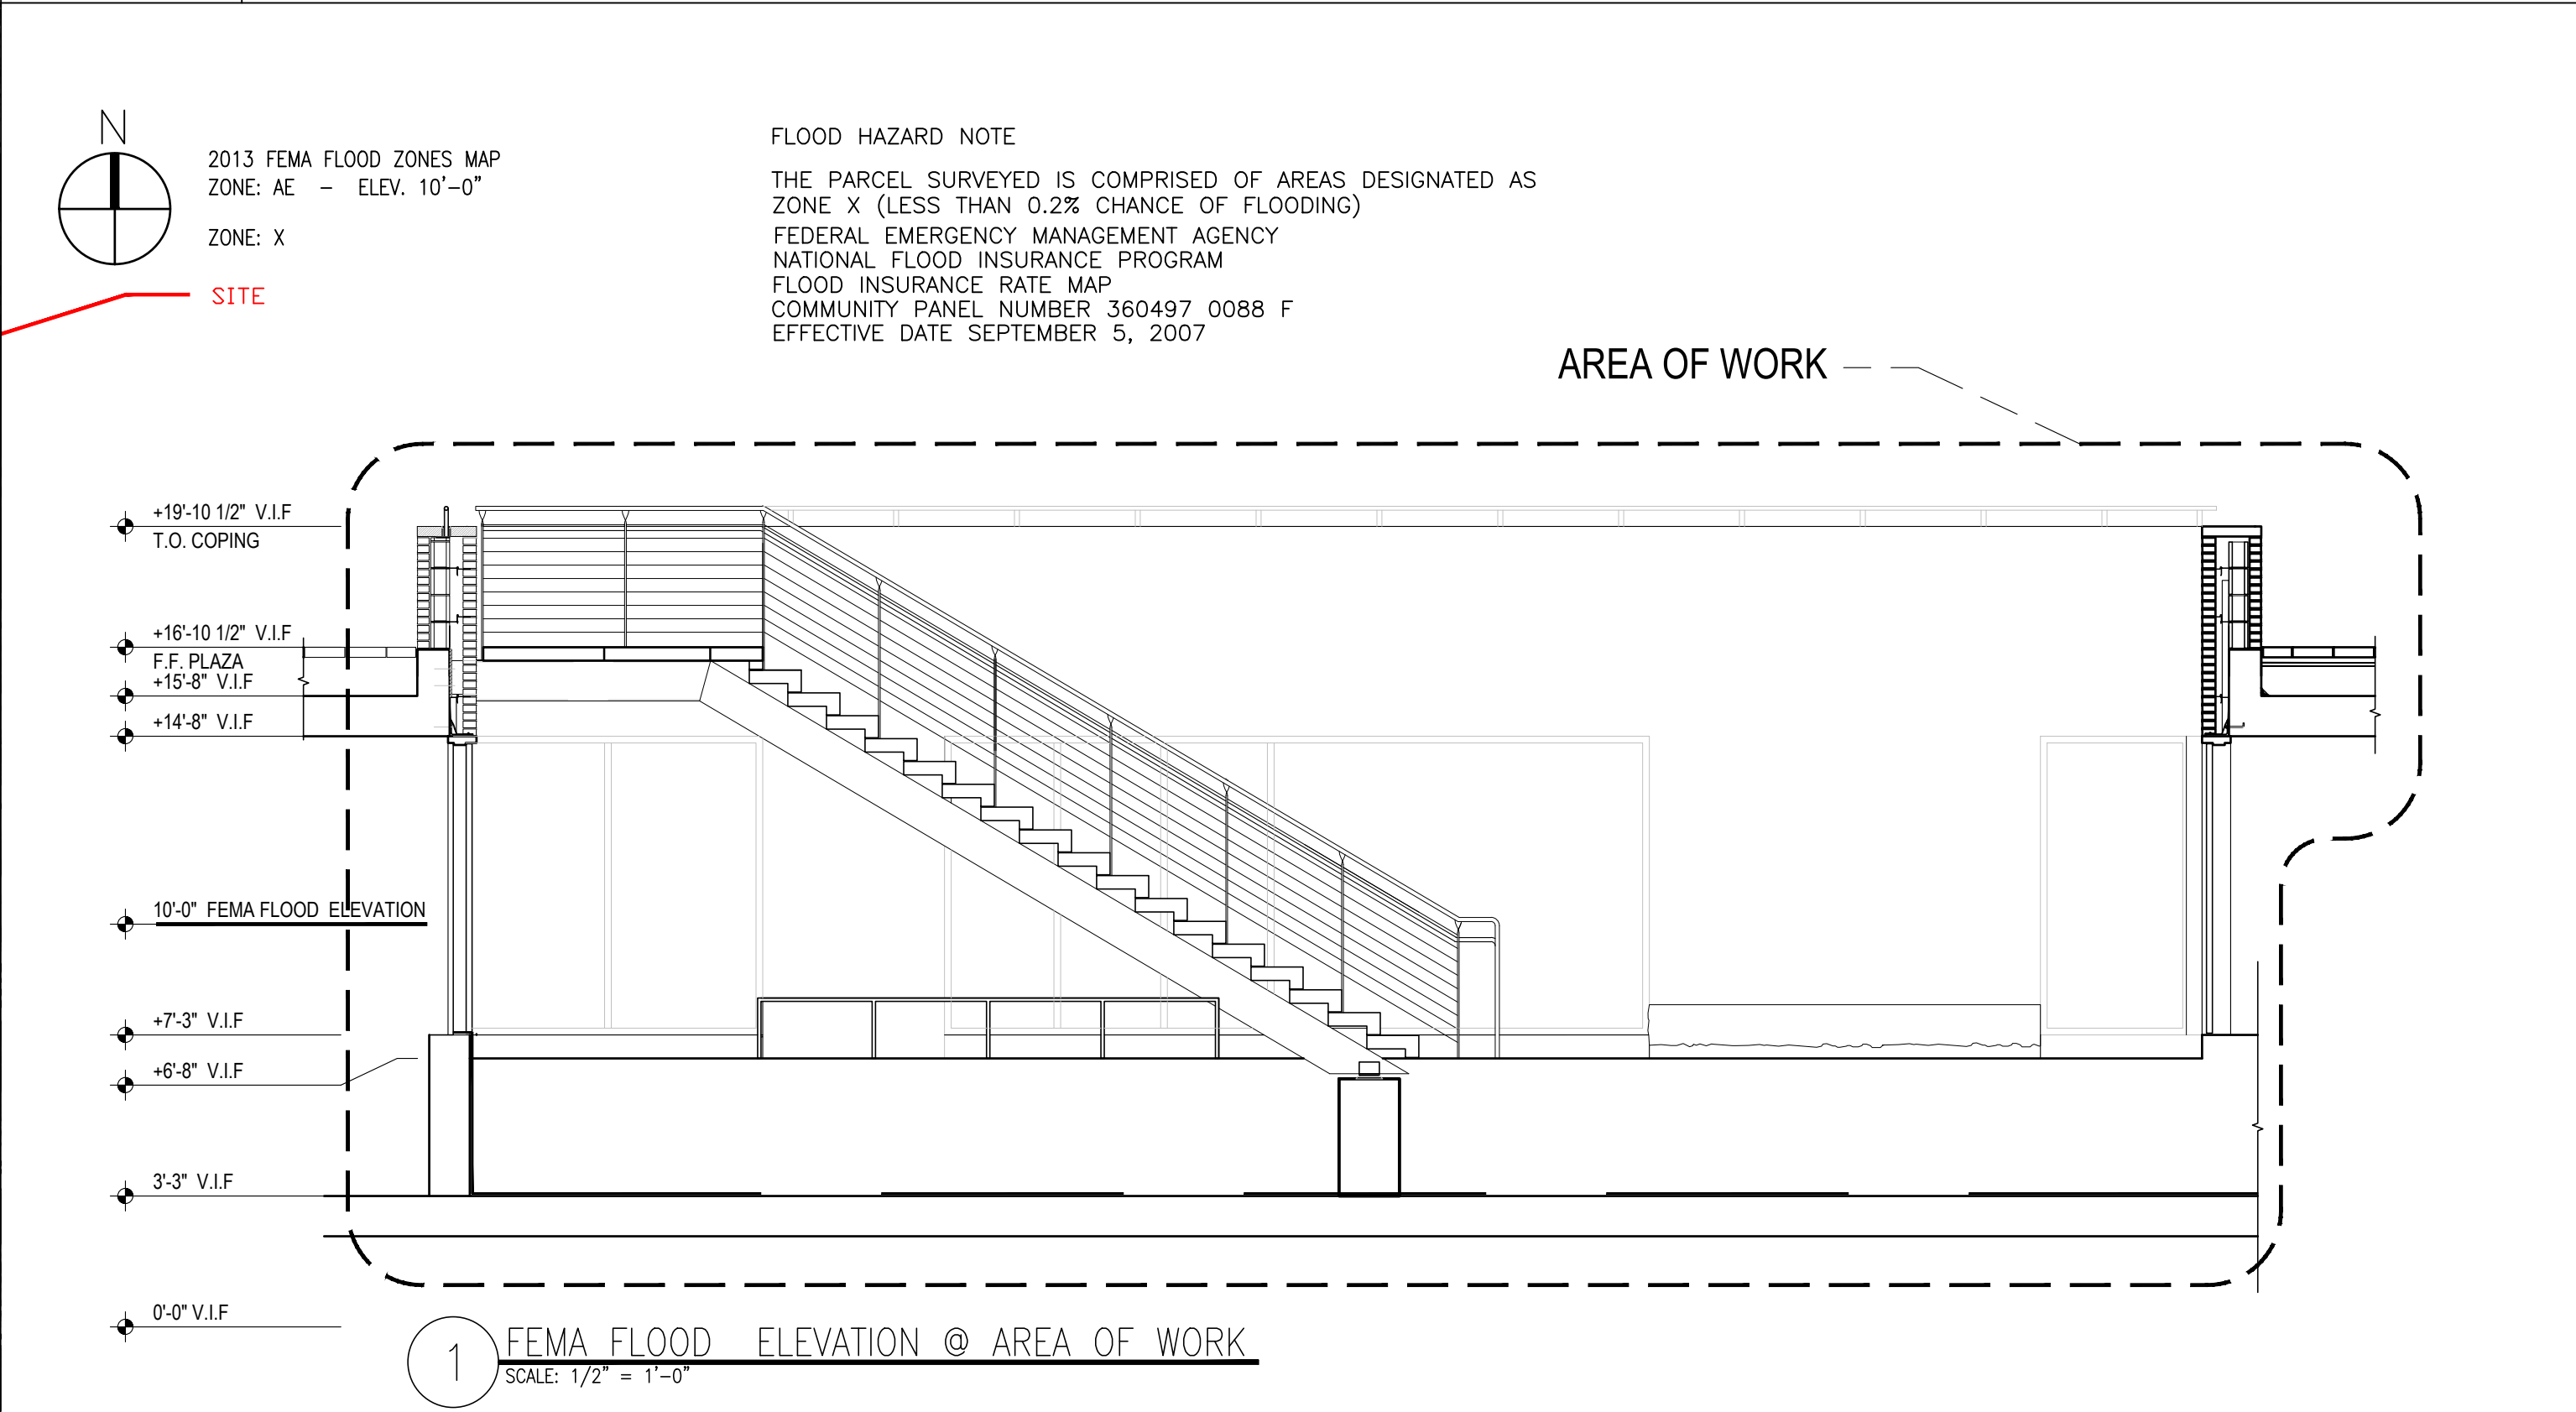 N
2013 FEMA FLOOD ZONES MAP
ZONE: AE - ELEV. 10'-0"
ZONE: X
SITE
FLOOD HAZARD NOTE
THE PARCEL SURVEYED IS COMPRISED OF AREAS DESIGNATED AS
ZONE X (LESS THAN 0.2% CHANCE OF FLOODING)
FEDERAL EMERGENCY MANAGEMENT AGENCY
NATIONAL FLOOD INSURANCE PROGRAM
FLOOD INSURANCE RATE MAP
COMMUNITY PANEL NUMBER 360497 0088 F
EFFECTIVE DATE SEPTEMBER 5, 2007
AREA OF WORK
+19'-10 1/2" V.I.F
T.O. COPING
+16'-10 1/2" V.I.F
F.F. PLAZA
+15'-8" V.I.F
+14'-8" V.I.F
10'-0" FEMA FLOOD ELEVATION
+7'-3" V.I.F
+6'-8" V.I.F
3'-3" V.I.F
0'-0" V.I.F
1
FEMA FLOOD ELEVATION @ AREA OF WORK
SCALE: 1/2" = 1'-0"